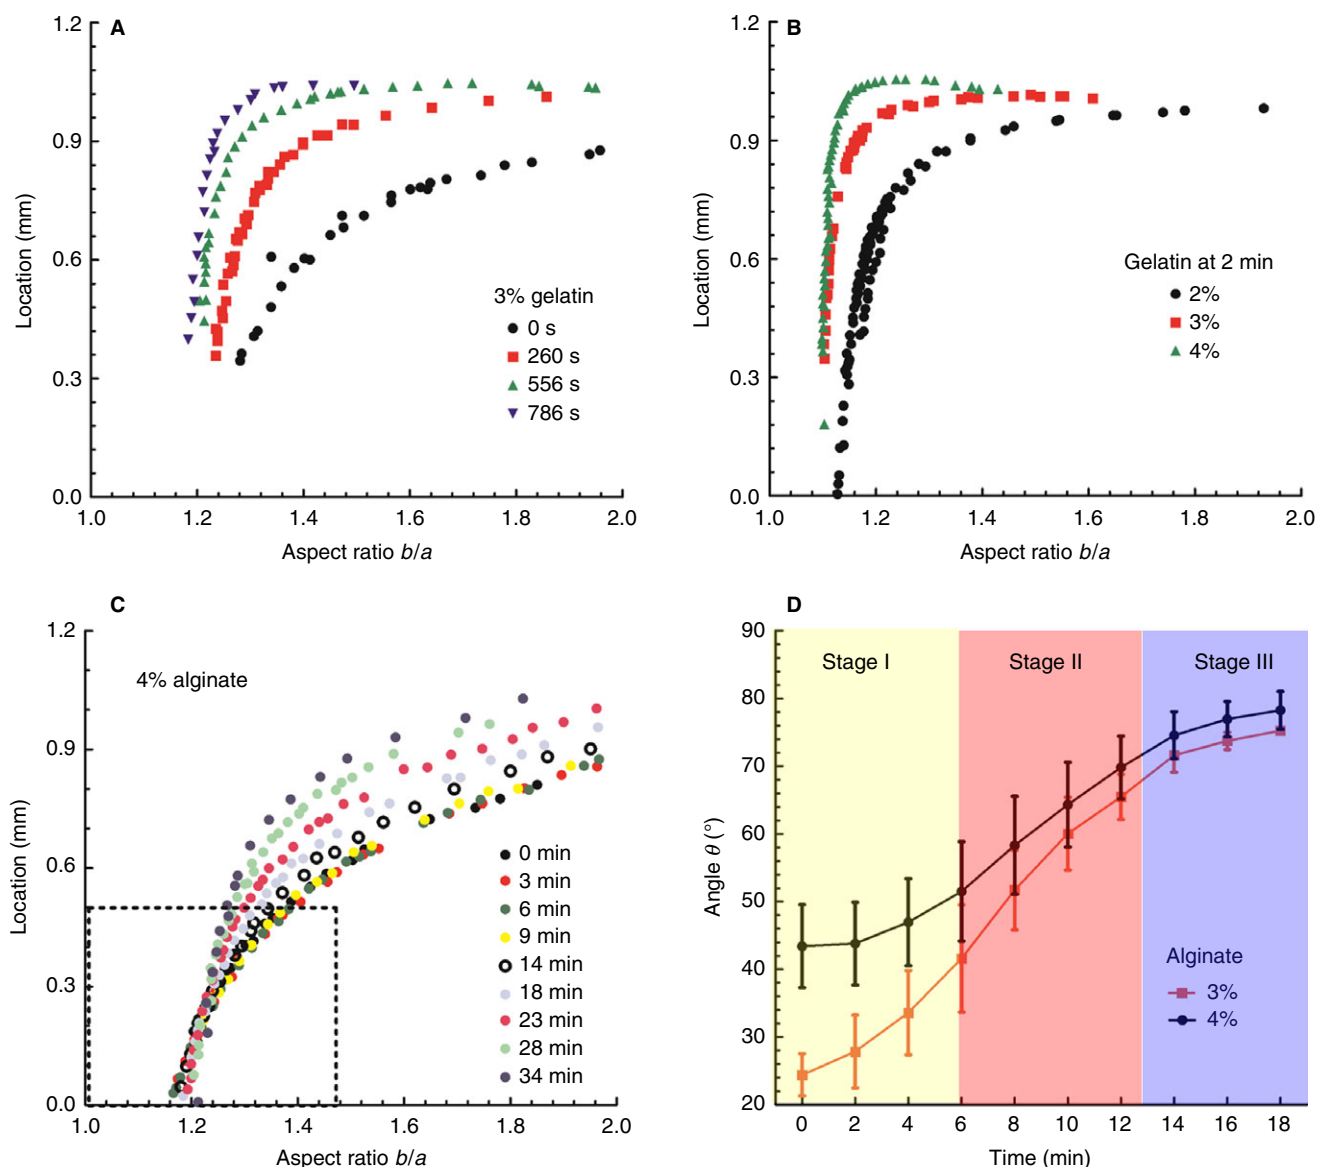 A
1.2
0.9
0.6
0.3
0.0
Location (mm)
3% gelatin
0 s
260 s
556 s
786 s
1.0 1.2 1.4 1.6 1.8 2.0
Aspect ratio b/a
B
1.2
0.9
0.6
0.3
0.0
Location (mm)
Gelatin at 2 min
2%
3%
4%
1.0 1.2 1.4 1.6 1.8 2.0
Aspect ratio b/a
C
1.2
0.9
0.6
0.3
0.0
Location (mm)
4% alginate
0 min
3 min
6 min
9 min
14 min
18 min
23 min
28 min
34 min
1.0 1.2 1.4 1.6 1.8 2.0
Aspect ratio b/a
D
90
80
70
60
50
40
30
20
Angle θ (°)
Stage I Stage II Stage III
Alginate
3%
4%
0 2 4 6 8 10 12 14 16 18
Time (min)